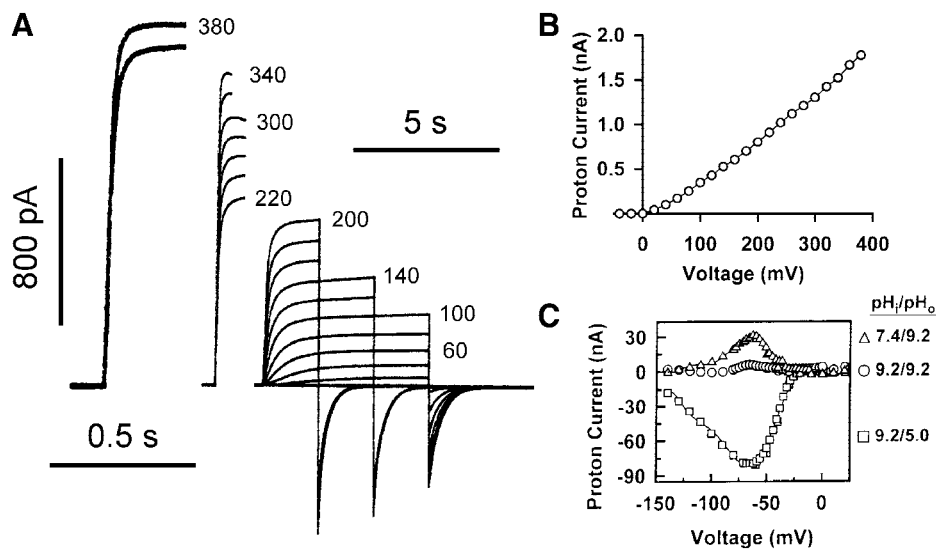 A
380
340
300
220
5 s
800 pA
200
140
100
60
0.5 s
B
Proton Current (nA)
2.0
1.5
1.0
0.5
0 100 200 300 400
Voltage (mV)
C
pHi/pHo
7.4/9.2
9.2/9.2
9.2/5.0
Proton Current (nA)
30
0
-30
-60
-90
-150 -100 -50 0
Voltage (mV)